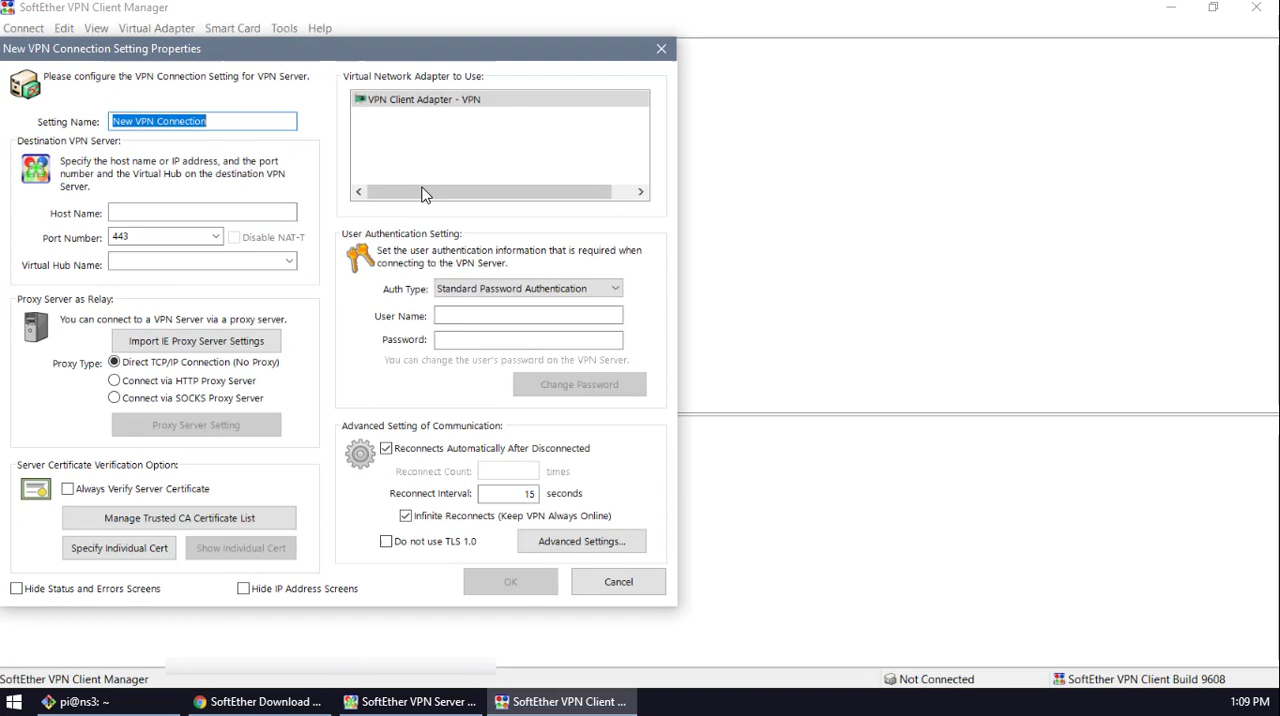 SoftEther VPN Client Manager
Connect Edit View Virtual Adapter Smart Card Tools Help
New VPN Connection Setting Properties
Please configure the VPN Connection Setting for VPN Server.
Setting Name: New VPN Connection
Destination VPN Server:
Specify the host name or IP address, and the port
number and the Virtual Hub on the destination VPN
Server.
Host Name:
Port Number: 443 Disable NAT-T
Virtual Hub Name:
Proxy Server as Relay:
You can connect to a VPN Server via a proxy server.
Import IE Proxy Server Settings
Proxy Type: Direct TCP/IP Connection (No Proxy)
Connect via HTTP Proxy Server
Connect via SOCKS Proxy Server
Proxy Server Setting
Server Certificate Verification Option:
Always Verify Server Certificate
Manage Trusted CA Certificate List
Specify Individual Cert Show Individual Cert
Hide Status and Errors Screens Hide IP Address Screens
Virtual Network Adapter to Use:
VPN Client Adapter - VPN
User Authentication Setting:
Set the user authentication information that is required when
connecting to the VPN Server.
Auth Type: Standard Password Authentication
User Name:
Password:
You can change the user's password on the VPN Server.
Change Password
Advanced Setting of Communication:
Reconnects Automatically After Disconnected
Reconnect Count: times
Reconnect Interval: 15 seconds
Infinite Reconnects (Keep VPN Always Online)
Do not use TLS 1.0 Advanced Settings...
OK Cancel
SoftEther VPN Client Manager Not Connected SoftEther VPN Client Build 9608
pi@ns3: ~ SoftEther Download ... SoftEther VPN Server ... SoftEther VPN Client ... 1:09 PM